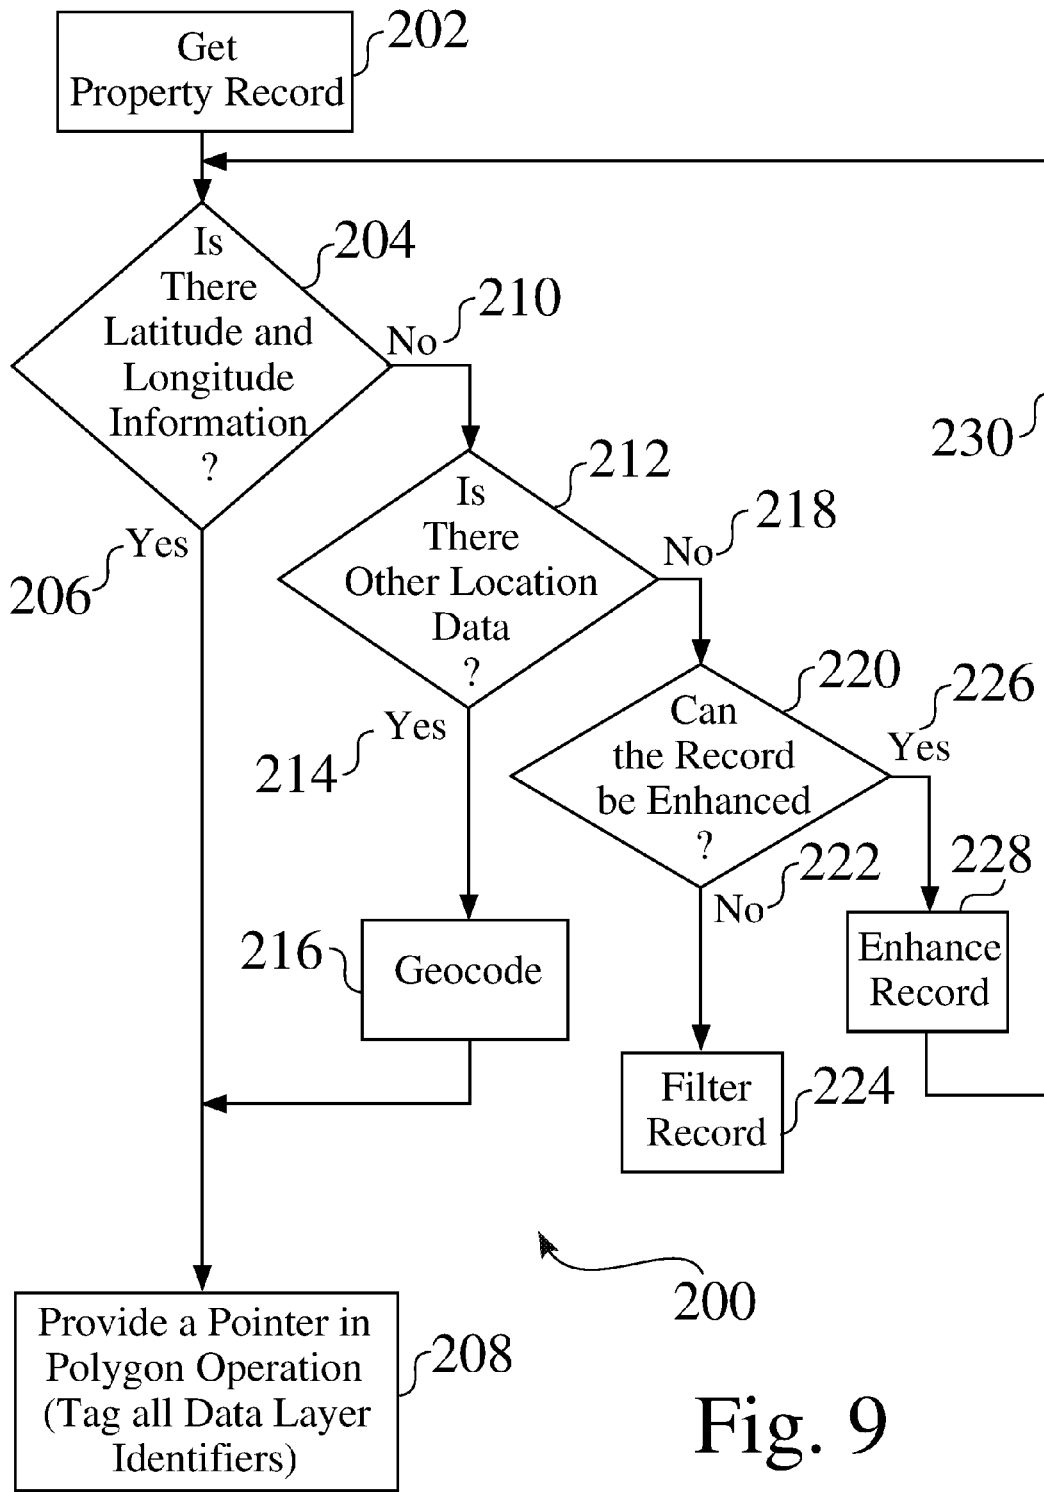 Get
Property Record
202
Is
There
Latitude and
Longitude
Information
?
204
No
210
Yes
206
230
Is
There
Other Location
Data
?
212
No
218
Yes
214
Can
the Record
be Enhanced
?
220
Yes
226
No
222
228
Enhance
Record
216
Geocode
Filter
Record
224
200
Provide a Pointer in
Polygon Operation
(Tag all Data Layer
Identifiers)
208
Fig. 9